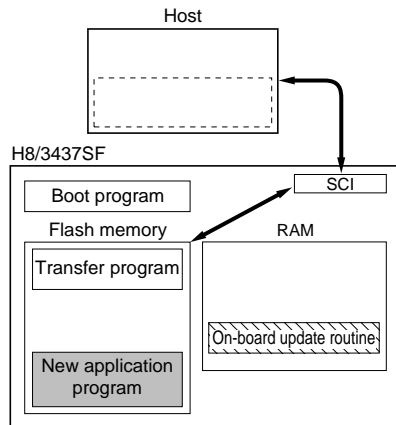 Host
H8/3437SF
SCI
Boot program
Flash memory
RAM
Transfer program
On-board update routine
New application
program